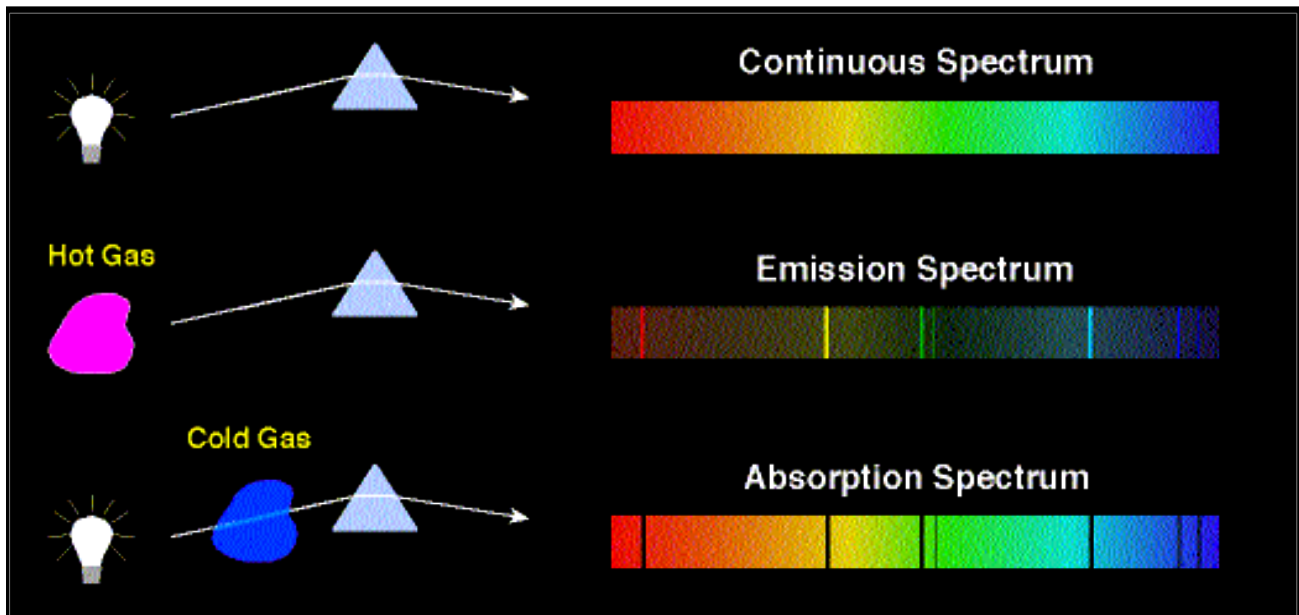 Continuous Spectrum
Hot Gas
Emission Spectrum
Cold Gas
Absorption Spectrum